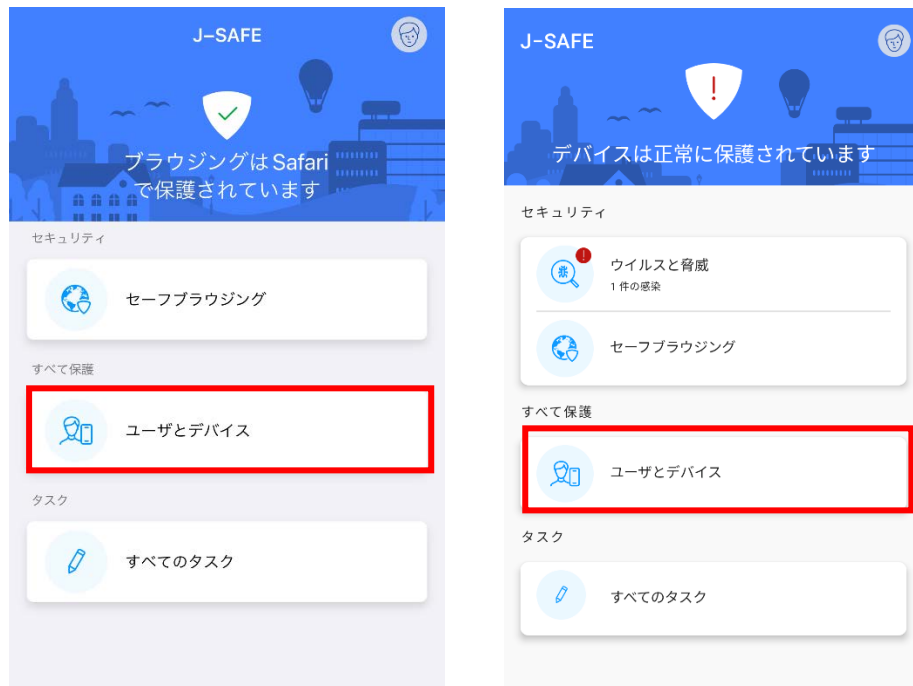 J-SAFE
ブラウジングは Safari
で保護されています
セキュリティ
セーフブラウジング
すべて保護
ユーザとデバイス
タスク
すべてのタスク
J-SAFE
!
デバイスは正常に保護されています
セキュリティ
!
ウイルスと脅威
1 件の感染
セーフブラウジング
すべて保護
ユーザとデバイス
タスク
すべてのタスク